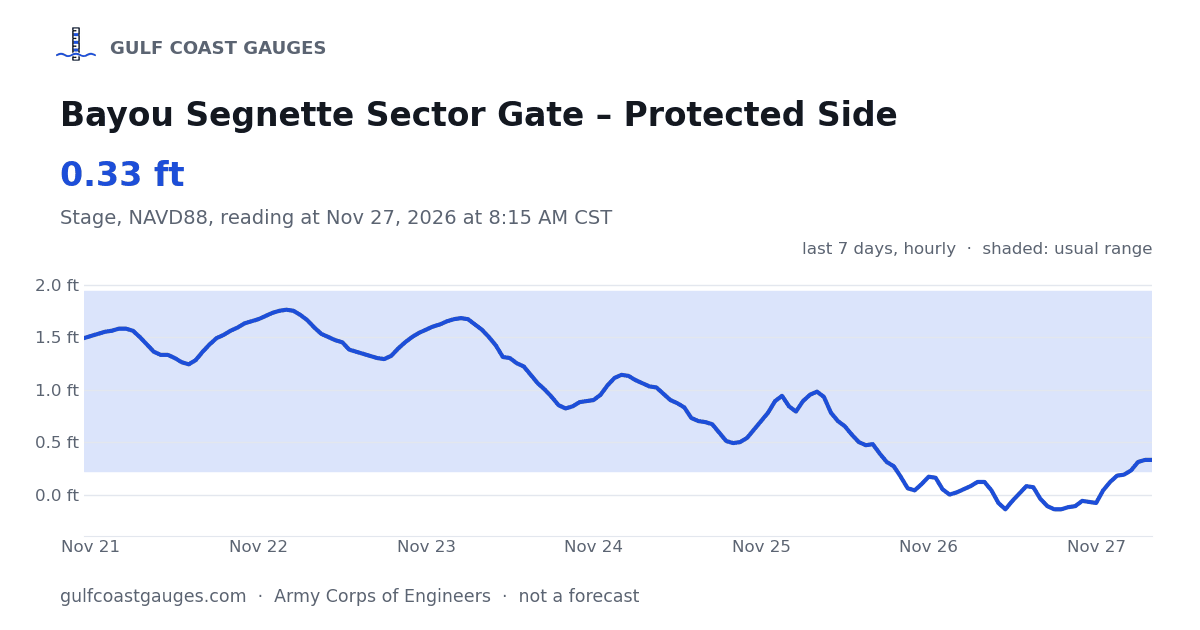 GULF COAST GAUGES
Bayou Segnette Sector Gate – Protected Side
0.33 ft
Stage, NAVD88, reading at Nov 27, 2026 at 8:15 AM CST
last 7 days, hourly · shaded: usual range
2.0 ft
1.5 ft
1.0 ft
0.5 ft
0.0 ft
Nov 21 Nov 22 Nov 23 Nov 24 Nov 25 Nov 26 Nov 27
gulfcoastgauges.com · Army Corps of Engineers · not a forecast